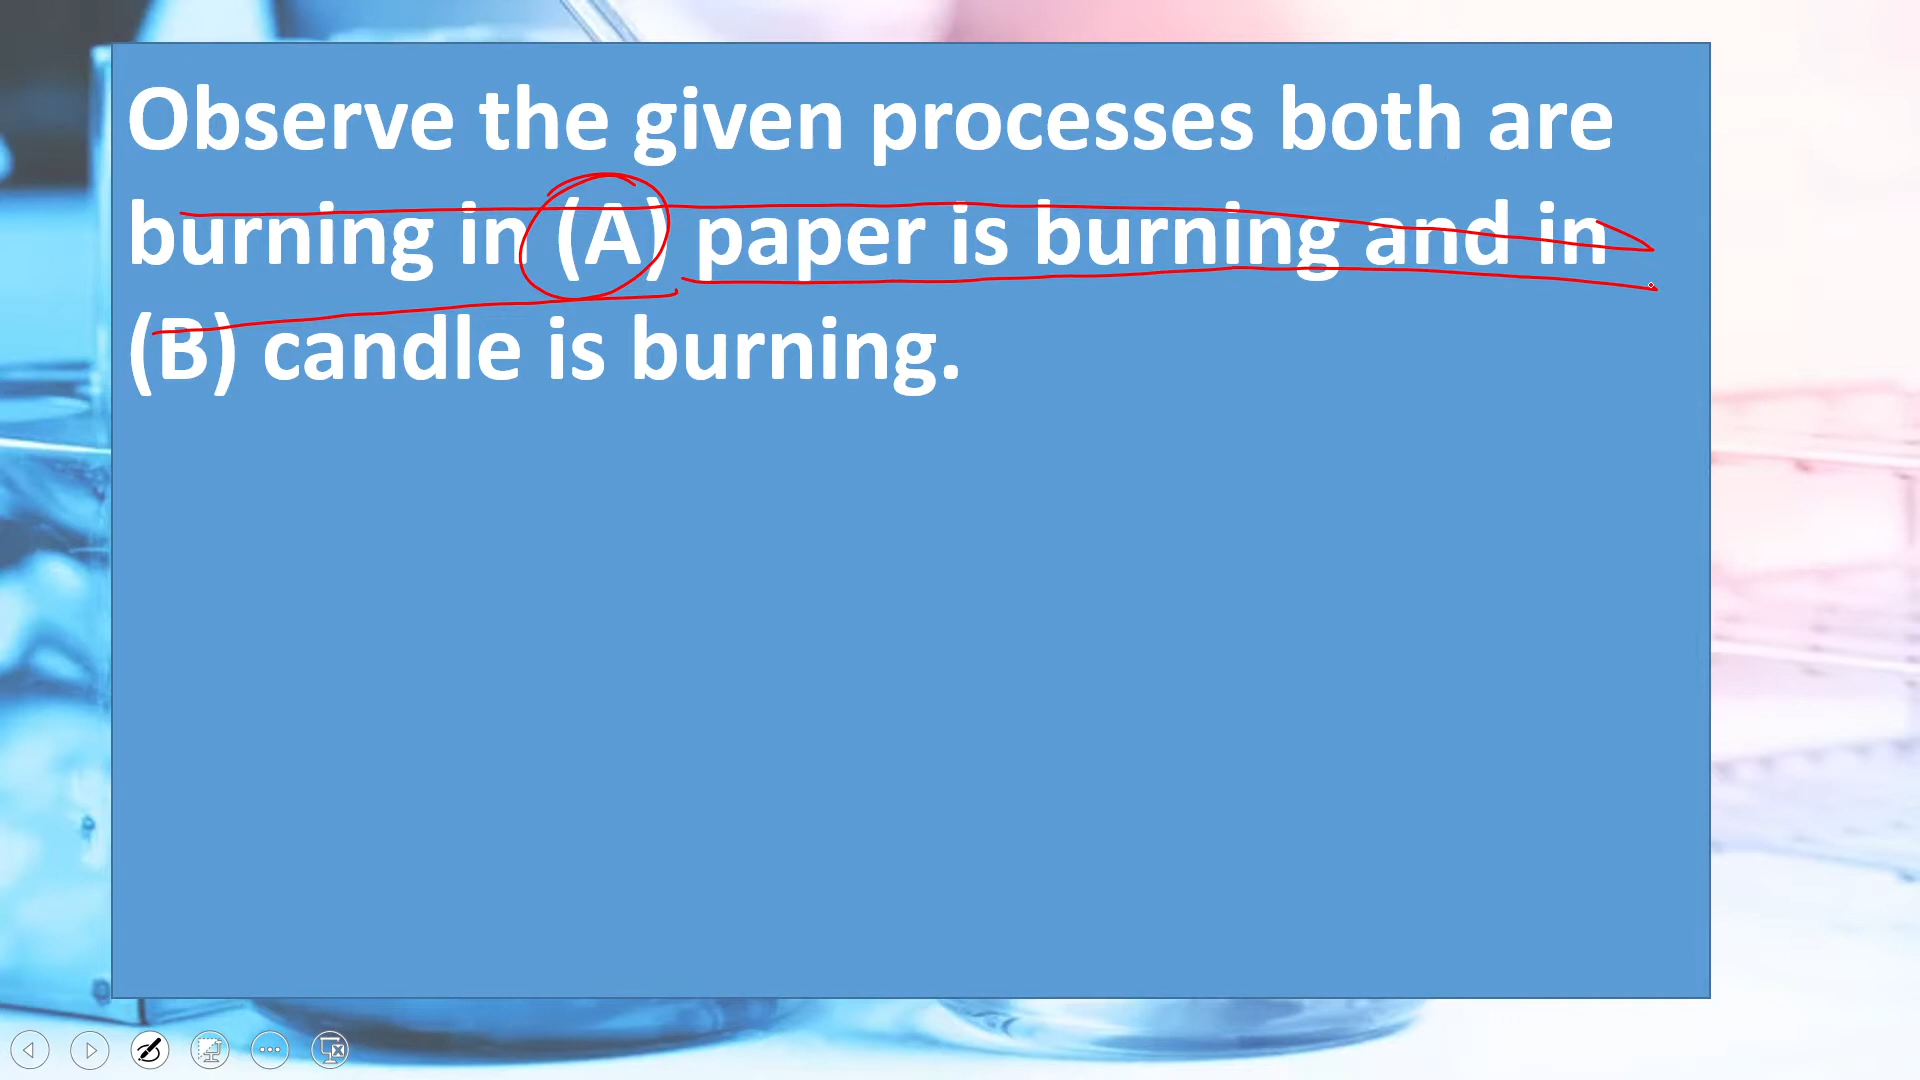 Observe the given processes both are
burning in (A) paper is burning and in
(B) candle is burning.